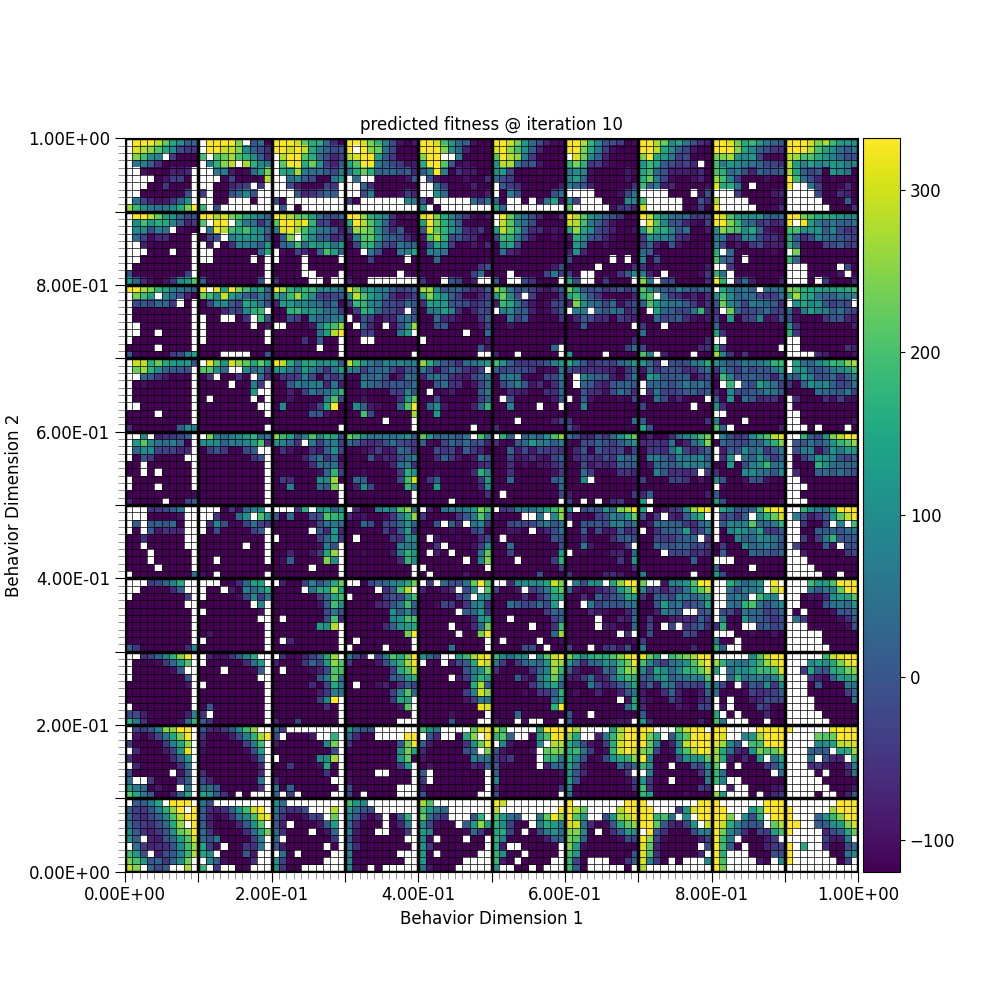 predicted fitness @ iteration 10
1.00E+00
8.00E-01
6.00E-01
4.00E-01
2.00E-01
0.00E+00
Behavior Dimension 2
0.00E+00 2.00E-01 4.00E-01 6.00E-01 8.00E-01 1.00E+00
Behavior Dimension 1
300
200
100
0
−100